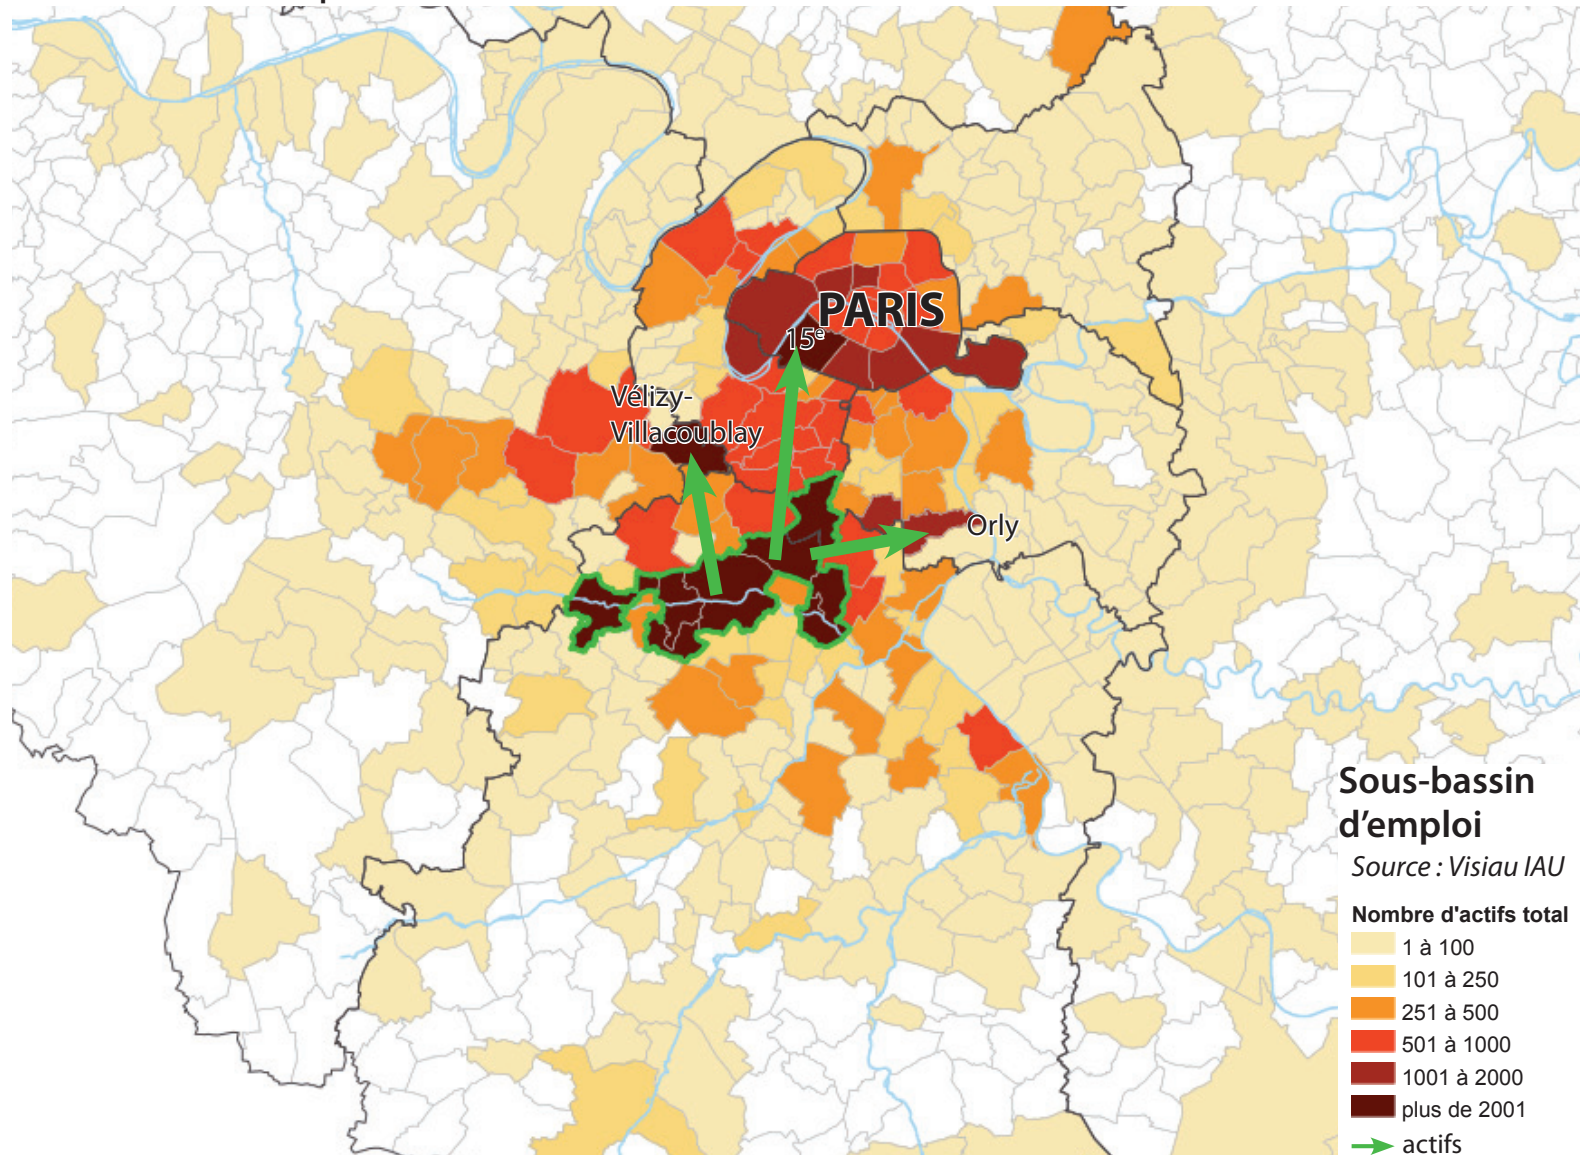 PARIS
15e
Vélizy-
Villacoublay
Orly
Sous-bassin
d'emploi
Source : Visiau IAU
Nombre d'actifs total
1 à 100
101 à 250
251 à 500
501 à 1000
1001 à 2000
plus de 2001
actifs